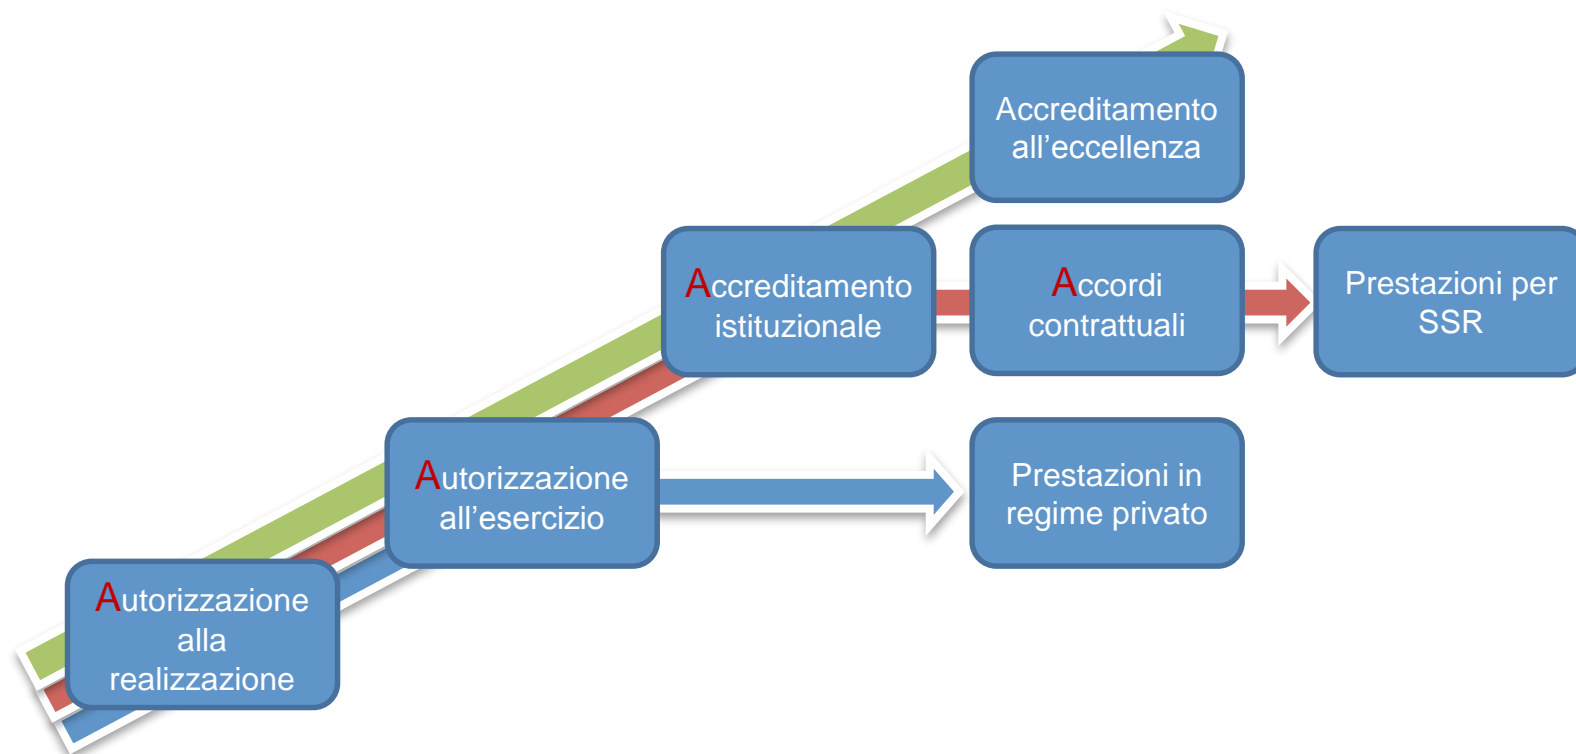 Accreditamento
all’eccellenza
Accreditamento
istituzionale
Accordi
contrattuali
Prestazioni per
SSR
Autorizzazione
all’esercizio
Prestazioni in
regime privato
Autorizzazione
alla
realizzazione